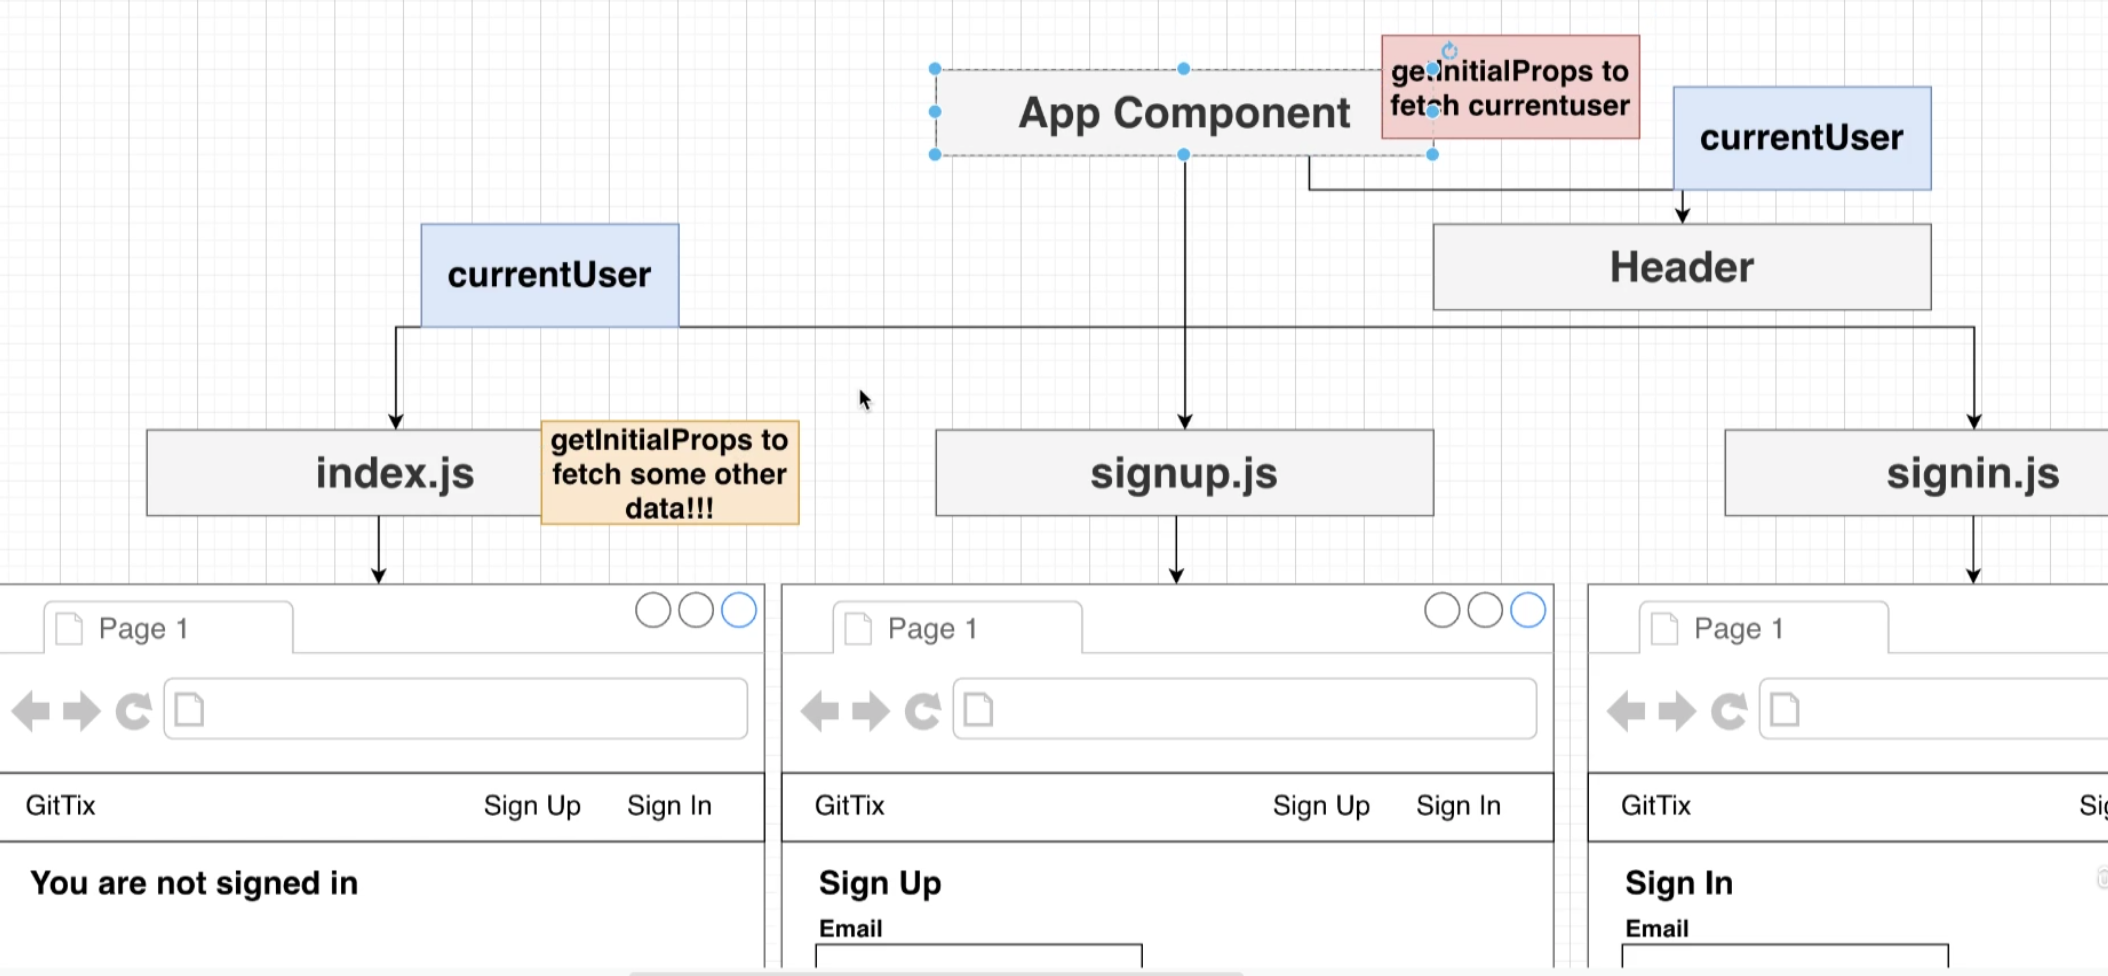 getInitialProps to
fetch currentuser
App Component
currentUser
Header
currentUser
index.js
getInitialProps to
fetch some other
data!!!
signup.js
signin.js
Page 1
Page 1
Page 1
GitTix
Sign Up
Sign In
GitTix
Sign Up
Sign In
GitTix
You are not signed in
Sign Up
Email
Sign In
Email